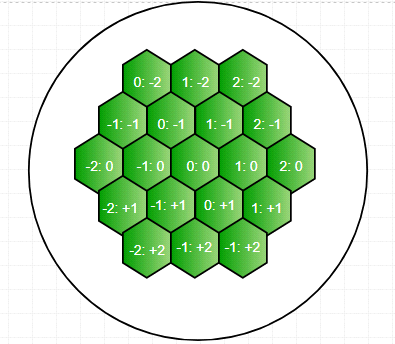 0: -2 1: -2 2: -2
-1: -1 0: -1 1: -1 2: -1
-2: 0 -1: 0 0: 0 1: 0 2: 0
-2: +1 -1: +1 0: +1 1: +1
-2: +2 -1: +2 -1: +2